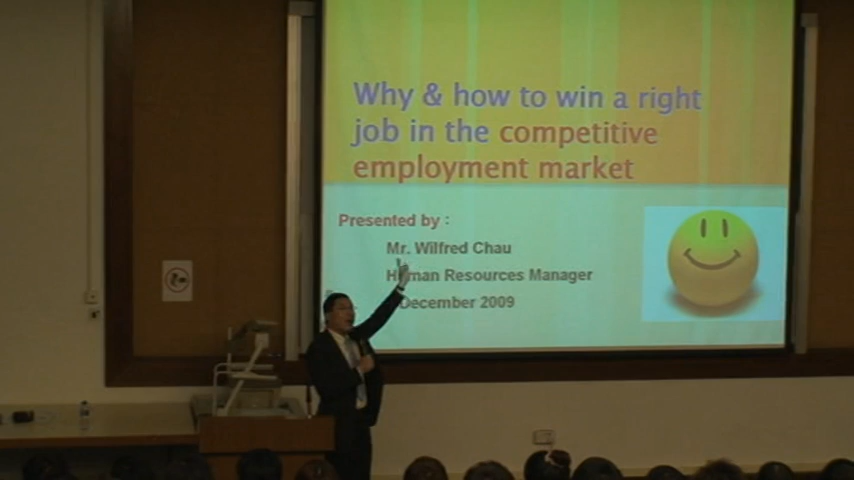 Why & how to win a right
job in the competitive
employment market
Presented by :
Mr. Wilfred Chau
Human Resources Manager
December 2009